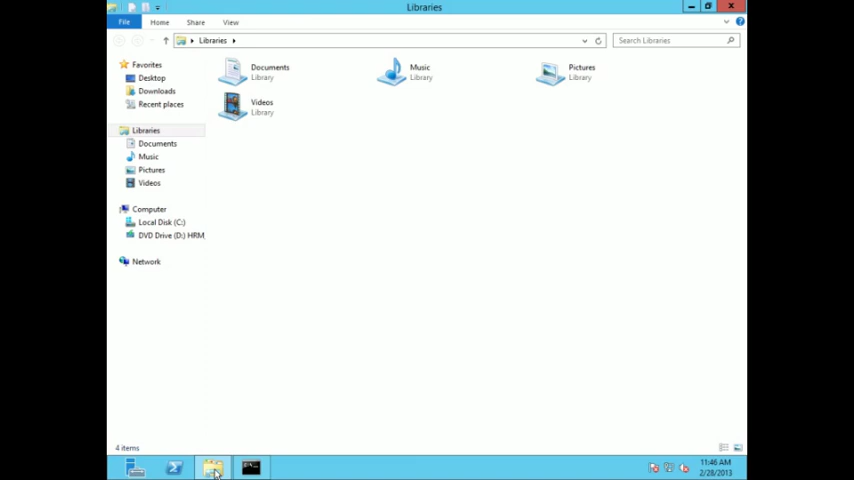 Libraries
File Home Share View
Libraries
Search Libraries
Favorites
Desktop
Downloads
Recent places
Libraries
Documents
Music
Pictures
Videos
Computer
Local Disk (C:)
DVD Drive (D:) HRM
Network
Documents
Library
Music
Library
Pictures
Library
Videos
Library
4 items
11:46 AM
2/28/2013